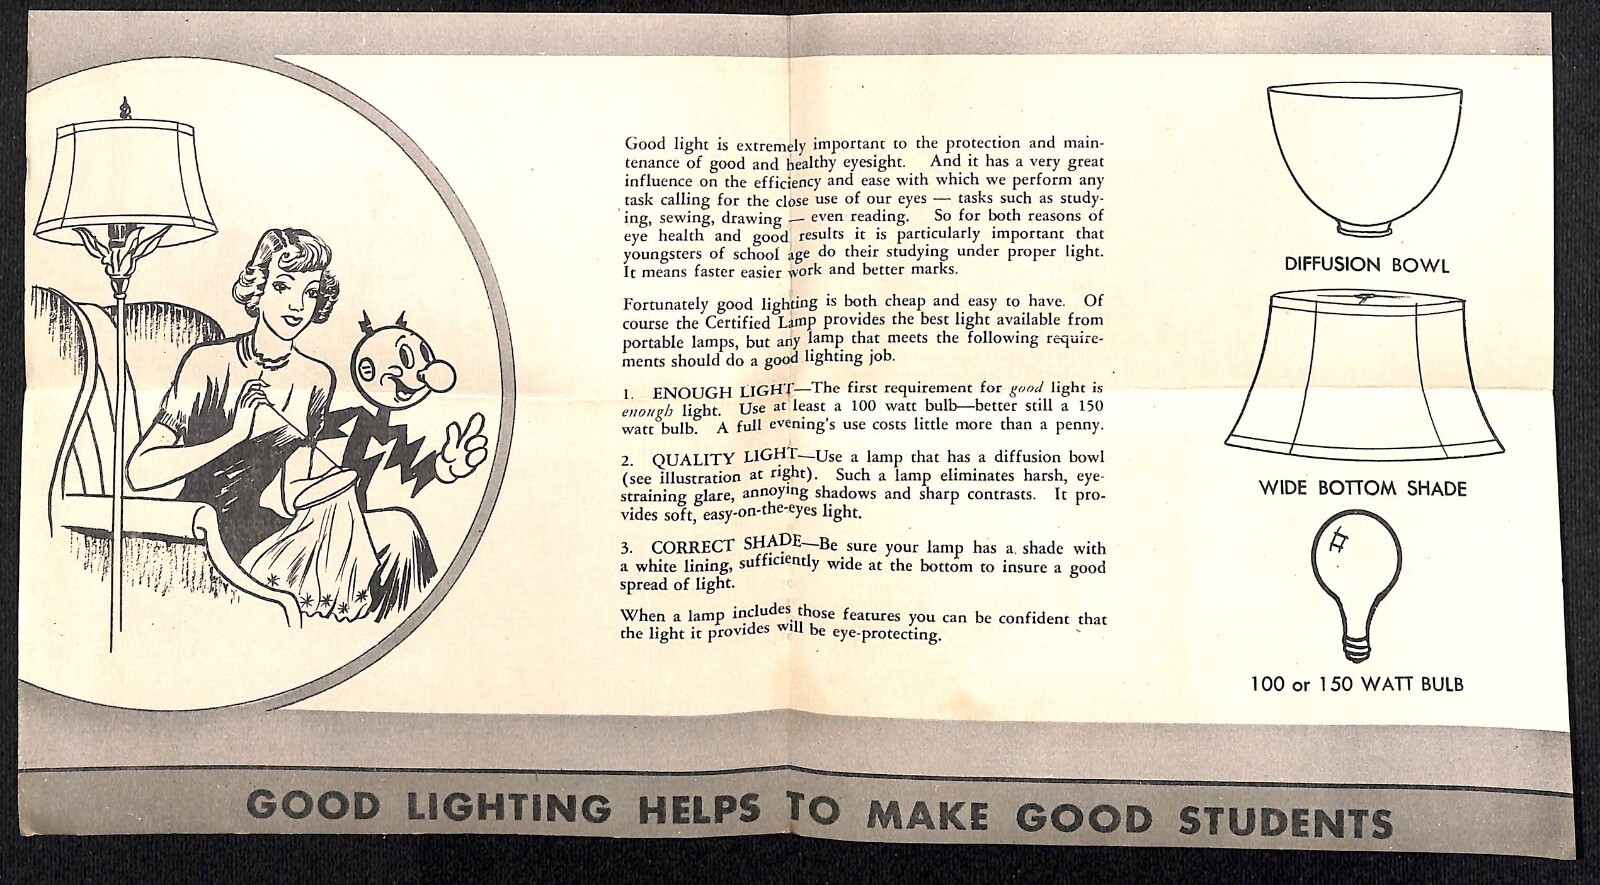 Good light is extremely important to the protection and main-
tenance of good and healthy eyesight. And it has a very great
influence on the efficiency and ease with which we perform any
task calling for the close use of our eyes — tasks such as study-
ing, sewing, drawing — even reading. So for both reasons of
eye health and good results it is particularly important that
youngsters of school age do their studying under proper light.
It means faster easier work and better marks.
Fortunately good lighting is both cheap and easy to have. Of
course the Certified Lamp provides the best light available from
portable lamps, but any lamp that meets the following require-
ments should do a good lighting job.
1. ENOUGH LIGHT—The first requirement for good light is
enough light. Use at least a 100 watt bulb—better still a 150
watt bulb. A full evening's use costs little more than a penny.
2. QUALITY LIGHT—Use a lamp that has a diffusion bowl
(see illustration at right). Such a lamp eliminates harsh, eye-
straining glare, annoying shadows and sharp contrasts. It pro-
vides soft, easy-on-the-eyes light.
3. CORRECT SHADE—Be sure your lamp has a shade with
a white lining, sufficiently wide at the bottom to insure a good
spread of light.
When a lamp includes those features you can be confident that
the light it provides will be eye-protecting.
DIFFUSION BOWL
WIDE BOTTOM SHADE
100 or 150 WATT BULB
GOOD LIGHTING HELPS TO MAKE GOOD STUDENTS